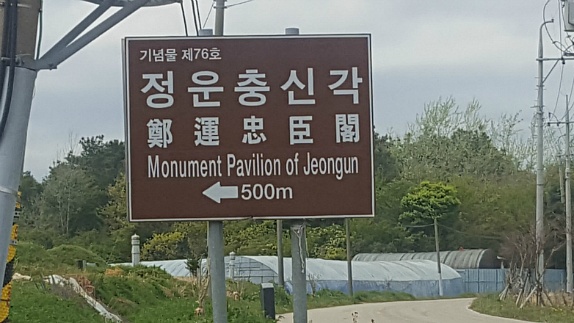 기념물 제76호
정운충신각
鄭運忠臣閣
Monument Pavilion of Jeongun
← 500m